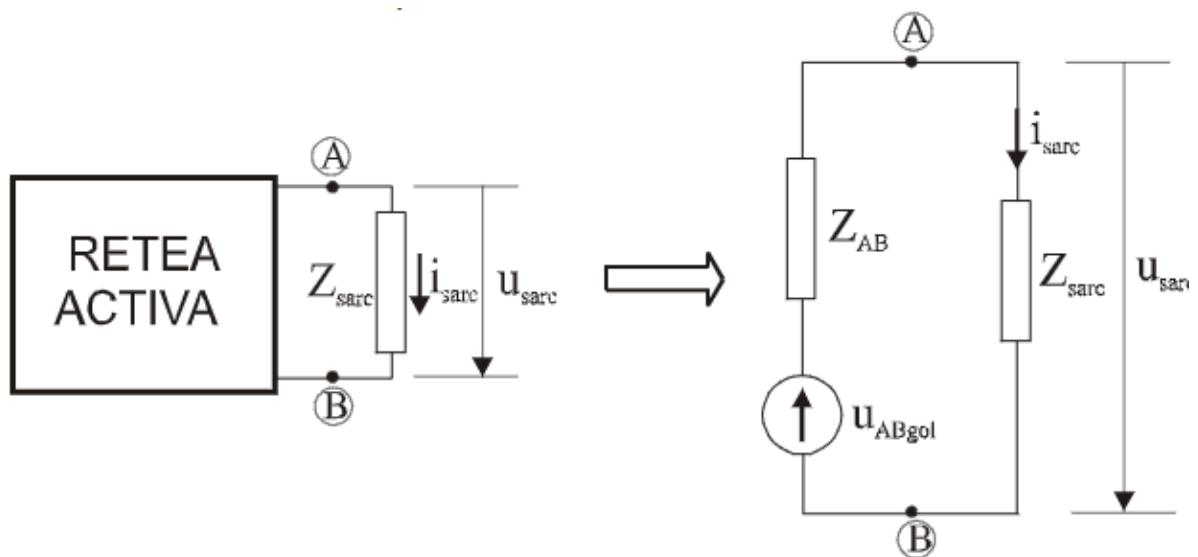 A
RETEA
ACTIVA
Z_sarc
i_sarc
u_sarc
B
A
i_sarc
Z_AB
Z_sarc
u_sarc
u_ABgol
B